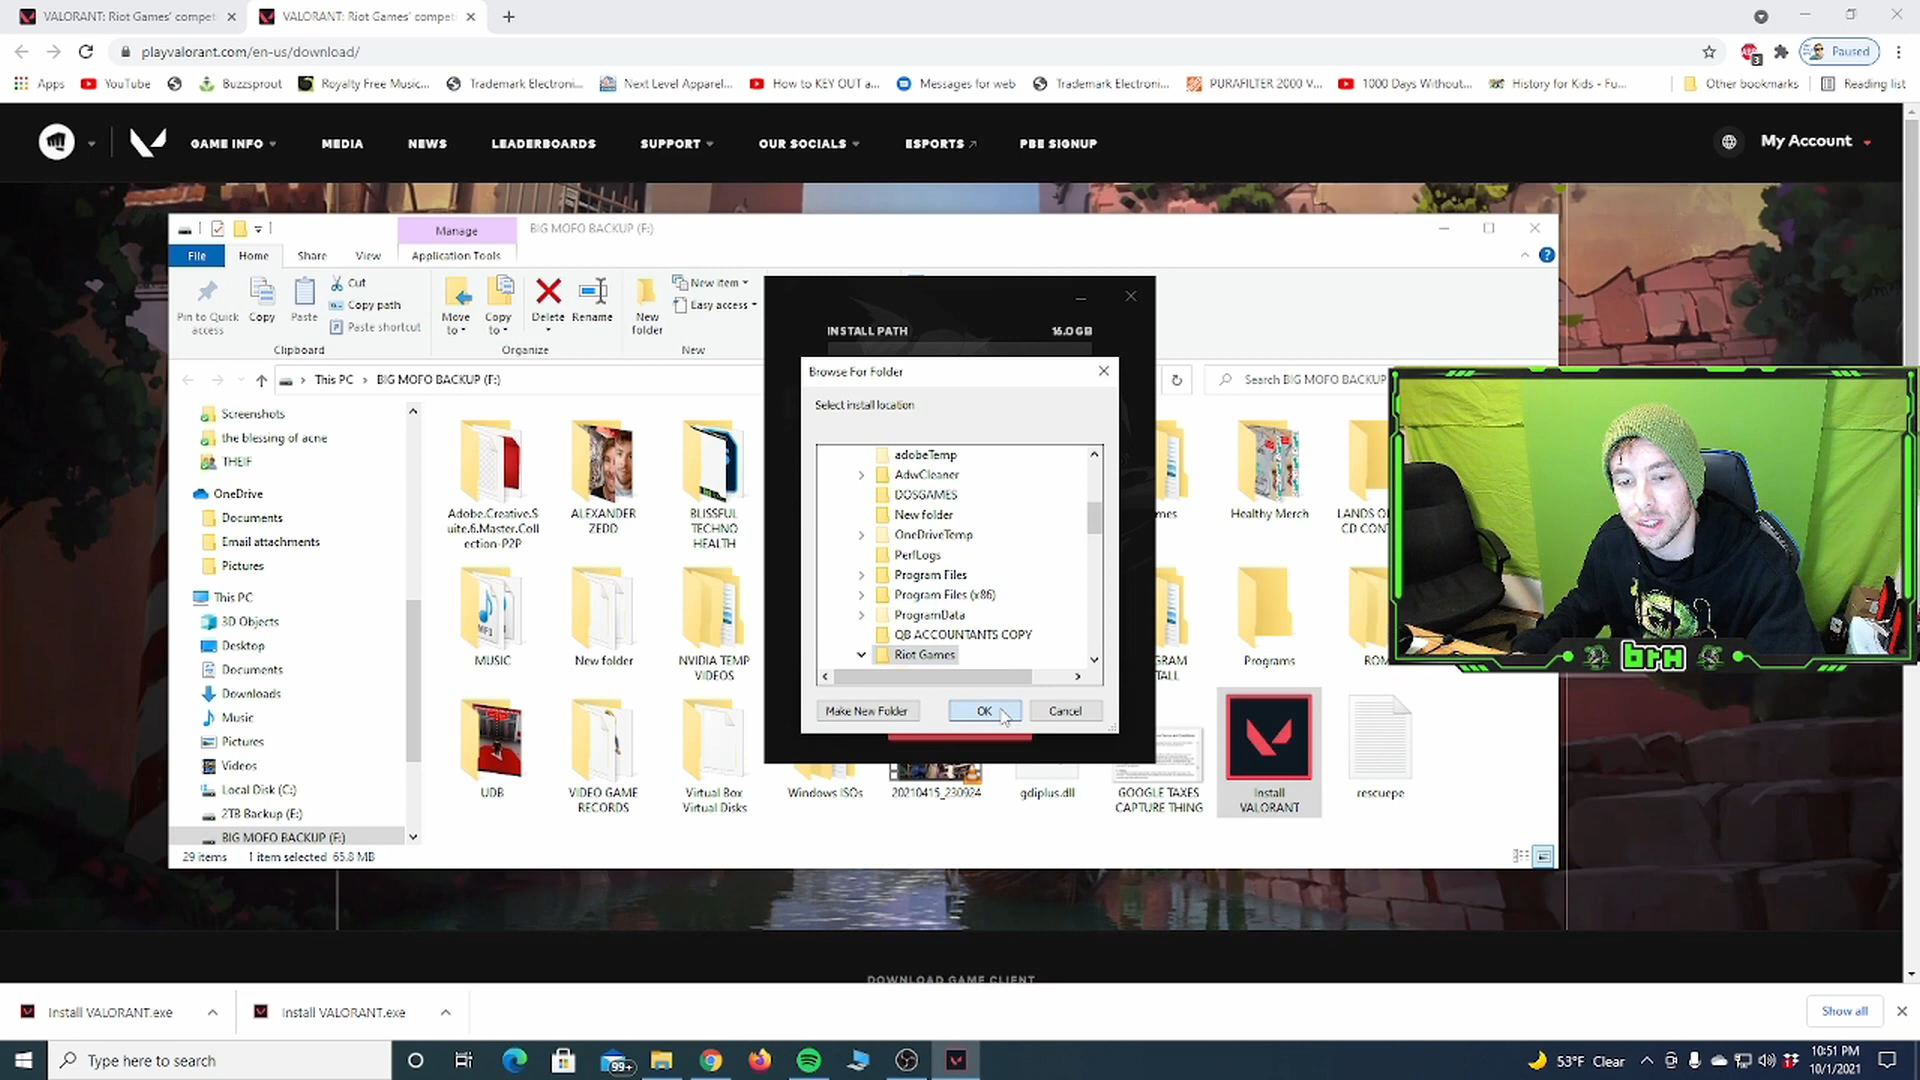 VALORANT: Riot Games' compet
VALORANT: Riot Games' compet
playvalorant.com/en-us/download/
Paused
Apps
YouTube
Buzzsprout
Royalty Free Music...
Trademark Electroni...
Next Level Apparel...
How to KEY OUT a...
Messages for web
Trademark Electroni...
PURAFILTER 2000 V...
1000 Days Without...
History for Kids - Fu...
Other bookmarks
Reading list
GAME INFO
MEDIA
NEWS
LEADERBOARDS
SUPPORT
OUR SOCIALS
ESPORTS
PBE SIGNUP
My Account
Manage
BIG MOFO BACKUP (F:)
File
Home
Share
View
Application Tools
Pin to Quick
access
Copy
Paste
Cut
Copy path
Paste shortcut
Move
to
Copy
to
Delete
Rename
New
folder
New item
Easy access
Clipboard
Organize
New
This PC
BIG MOFO BACKUP (F:)
Search BIG MOFO BACKUP
Screenshots
the blessing of acne
THEIF
OneDrive
Documents
Email attachments
Pictures
This PC
3D Objects
Desktop
Documents
Downloads
Music
Pictures
Videos
Local Disk (C:)
2TB Backup (E:)
BIG MOFO BACKUP (F:)
Adobe.Creative.S
uite.6.Master.Coll
ection-P2P
ALEXANDER
ZEDD
BLISSFUL
TECHNO
HEALTH
mes
Healthy Merch
LANDS O
CD CONT
MUSIC
New folder
NVIDIA TEMP
VIDEOS
GRAM
TALL
Programs
ROM
UDB
VIDEO GAME
RECORDS
Virtual Box
Virtual Disks
Windows ISOs
20210415_230924
gdiplus.dll
GOOGLE TAXES
CAPTURE THING
Install
VALORANT
rescuepe
29 items
1 item selected 65.8 MB
INSTALL PATH
16.0 GB
Browse For Folder
Select install location
adobeTemp
AdwCleaner
DOSGAMES
New folder
OneDriveTemp
PerfLogs
Program Files
Program Files (x86)
ProgramData
QB ACCOUNTANTS COPY
Riot Games
Make New Folder
OK
Cancel
brh
DOWNLOAD GAME CLIENT
Install VALORANT.exe
Install VALORANT.exe
Show all
Type here to search
99+
53°F Clear
10:51 PM
10/1/2021